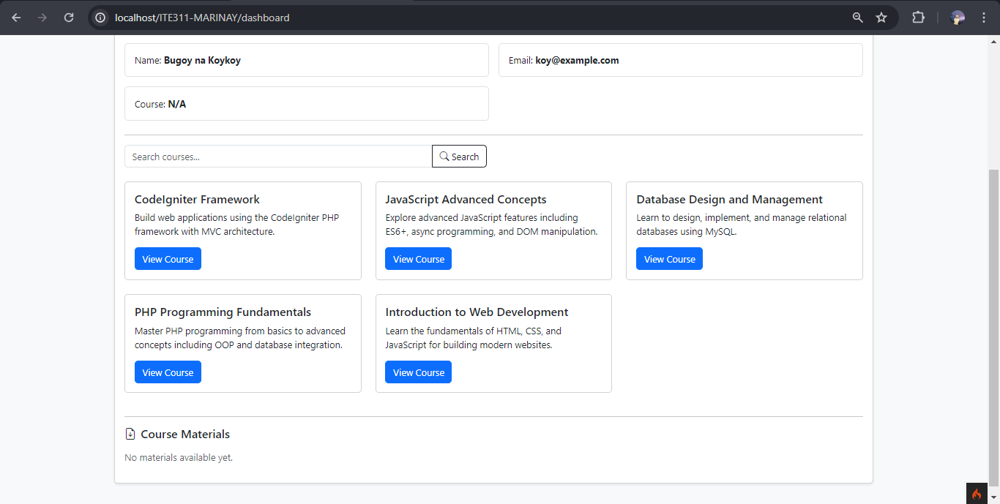 localhost/ITE311-MARINAY/dashboard
Name: Bugoy na Koykoy
Email: koy@example.com
Course: N/A
Search courses...
Search
CodeIgniter Framework
Build web applications using the CodeIgniter PHP
framework with MVC architecture.
View Course
JavaScript Advanced Concepts
Explore advanced JavaScript features including
ES6+, async programming, and DOM manipulation.
View Course
Database Design and Management
Learn to design, implement, and manage relational
databases using MySQL.
View Course
PHP Programming Fundamentals
Master PHP programming from basics to advanced
concepts including OOP and database integration.
View Course
Introduction to Web Development
Learn the fundamentals of HTML, CSS, and
JavaScript for building modern websites.
View Course
Course Materials
No materials available yet.